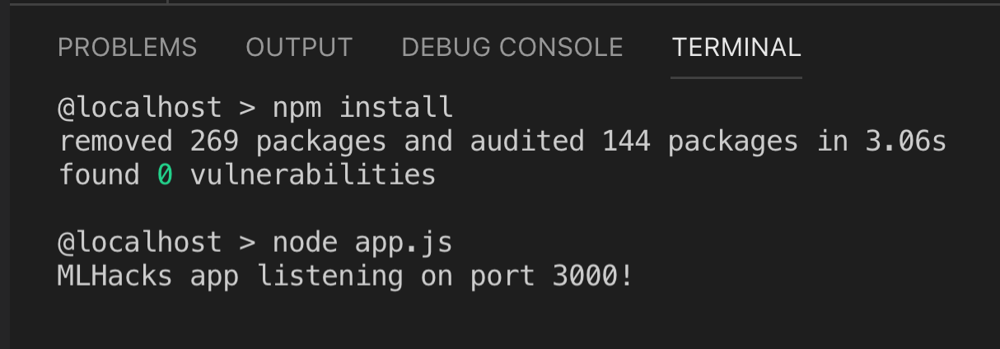 PROBLEMS OUTPUT DEBUG CONSOLE TERMINAL
@localhost > npm install
removed 269 packages and audited 144 packages in 3.06s
found 0 vulnerabilities
@localhost > node app.js
MLHacks app listening on port 3000!